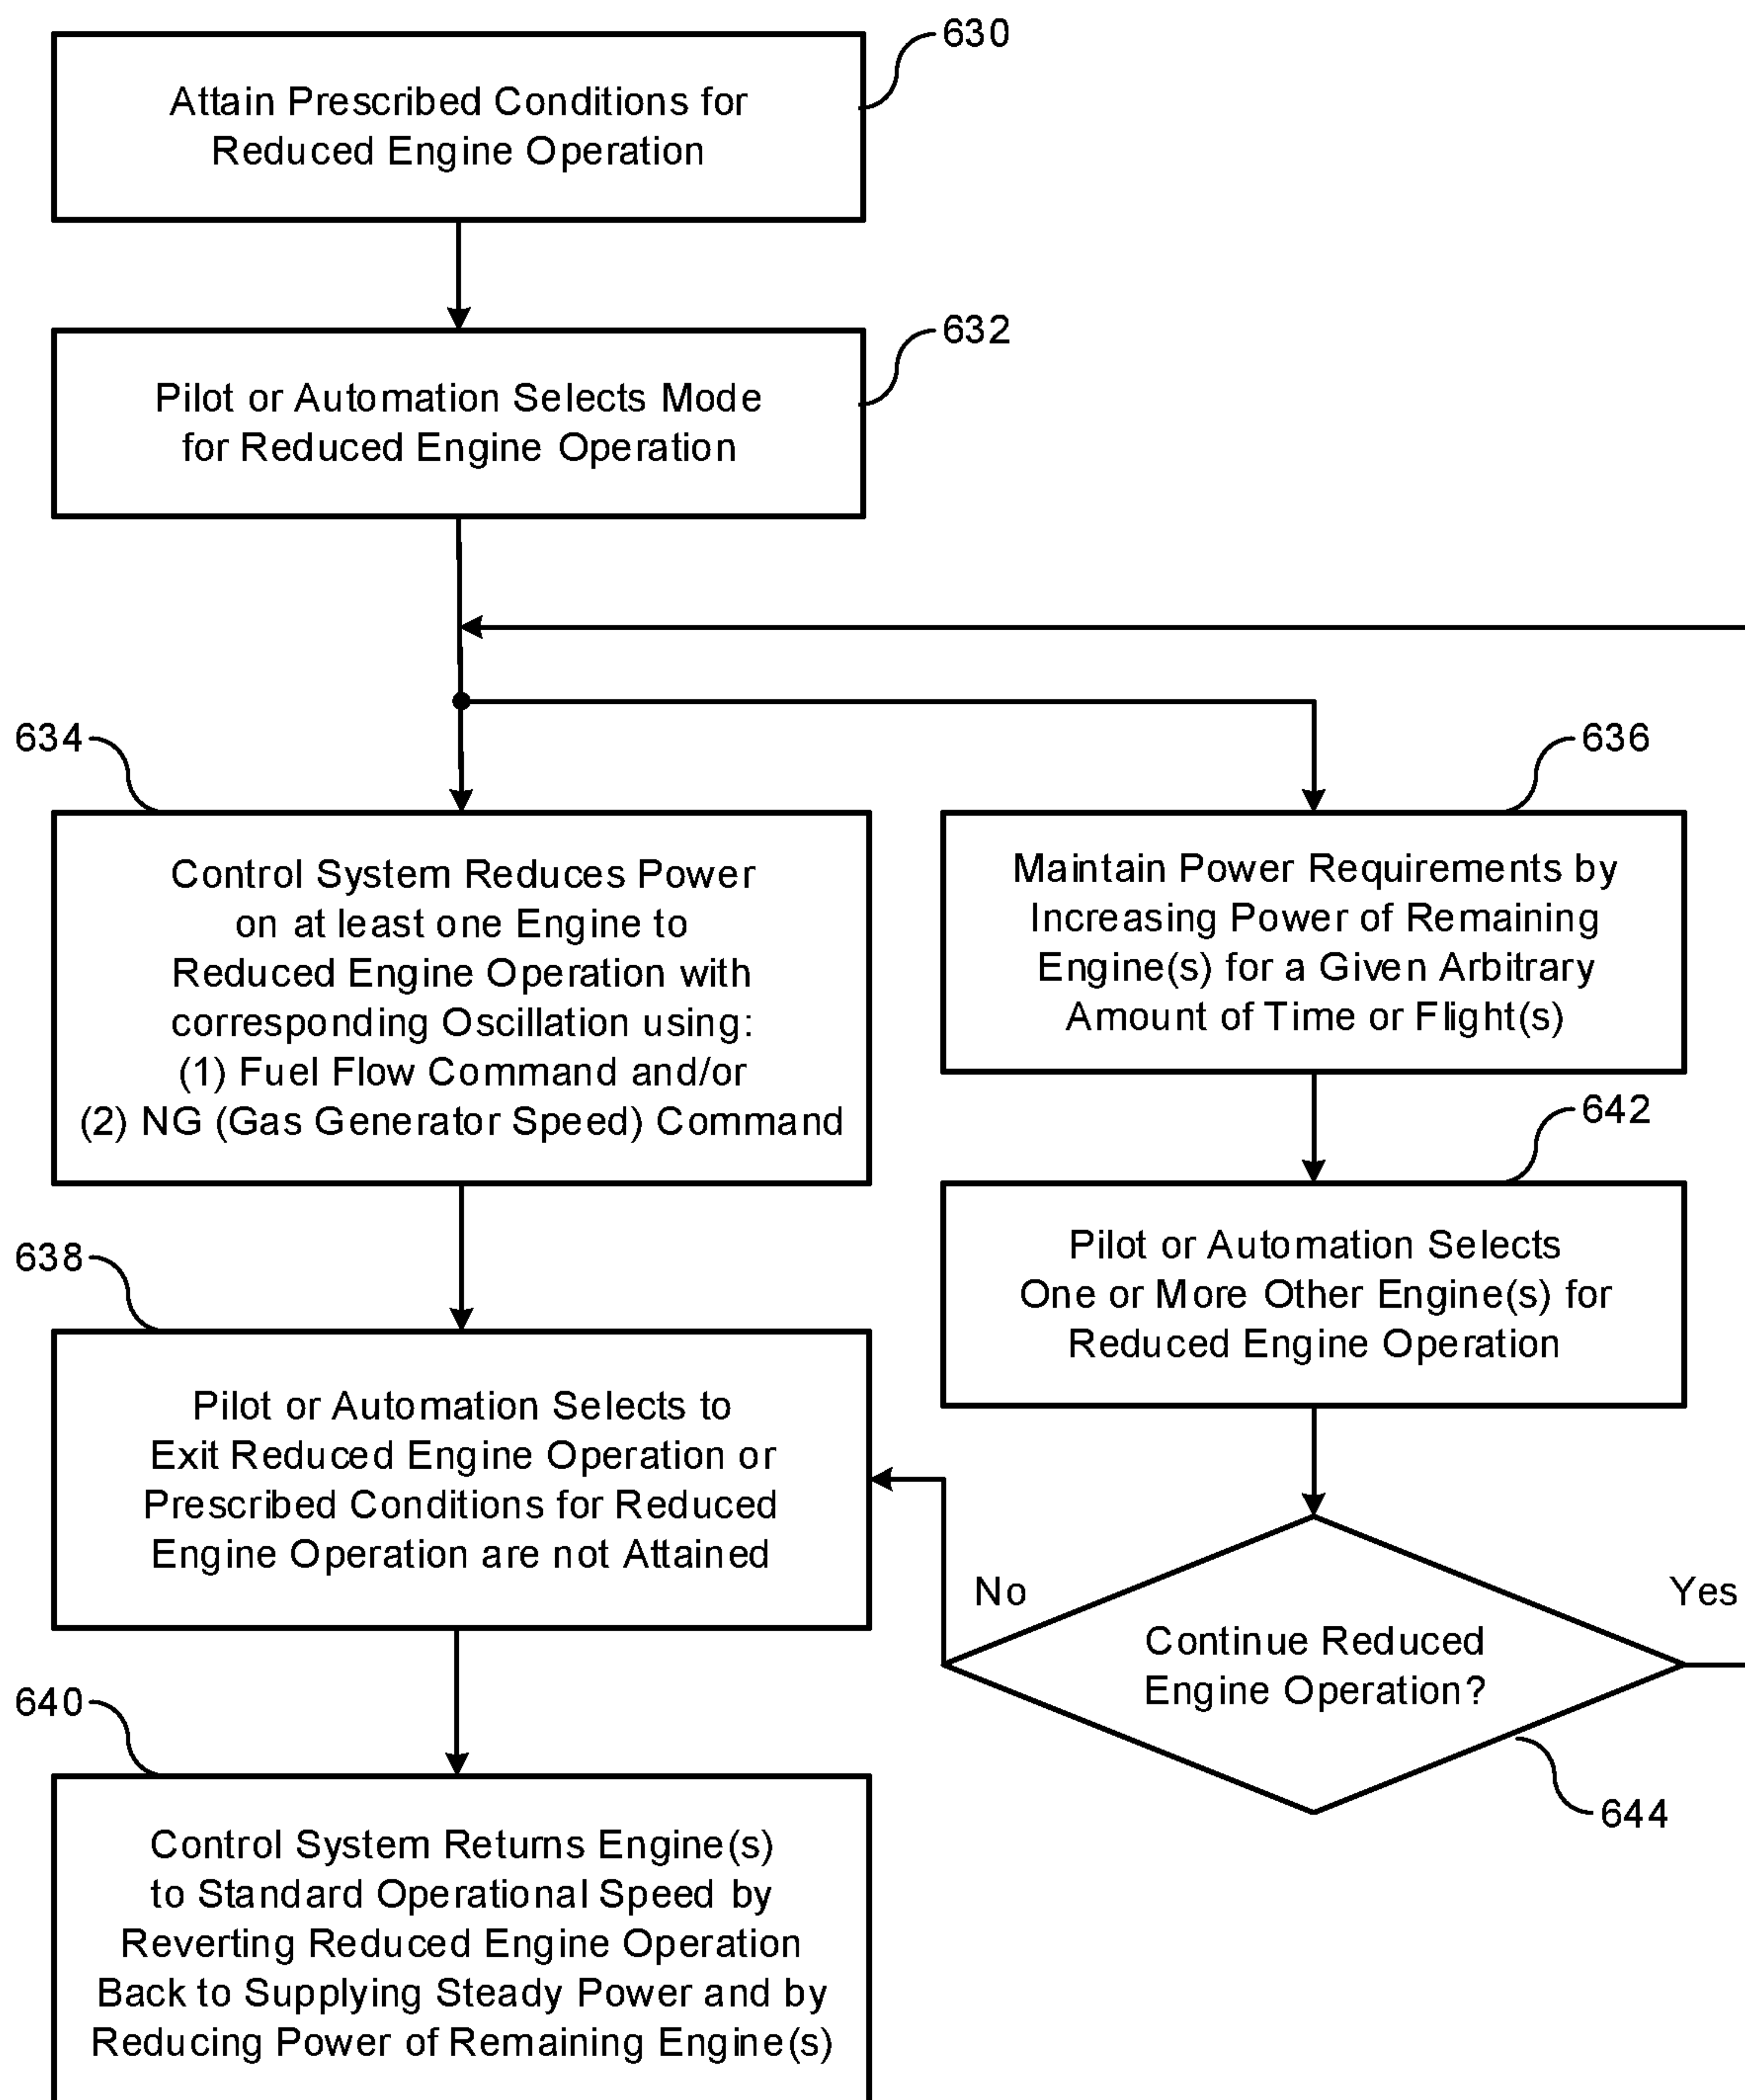 630
Attain Prescribed Conditions for
Reduced Engine Operation
632
Pilot or Automation Selects Mode
for Reduced Engine Operation
634
Control System Reduces Power
on at least one Engine to
Reduced Engine Operation with
corresponding Oscillation using:
(1) Fuel Flow Command and/or
(2) NG (Gas Generator Speed) Command
636
Maintain Power Requirements by
Increasing Power of Remaining
Engine(s) for a Given Arbitrary
Amount of Time or Flight(s)
642
Pilot or Automation Selects
One or More Other Engine(s) for
Reduced Engine Operation
638
Pilot or Automation Selects to
Exit Reduced Engine Operation or
Prescribed Conditions for Reduced
Engine Operation are not Attained
No
Yes
Continue Reduced
Engine Operation?
644
640
Control System Returns Engine(s)
to Standard Operational Speed by
Reverting Reduced Engine Operation
Back to Supplying Steady Power and by
Reducing Power of Remaining Engine(s)